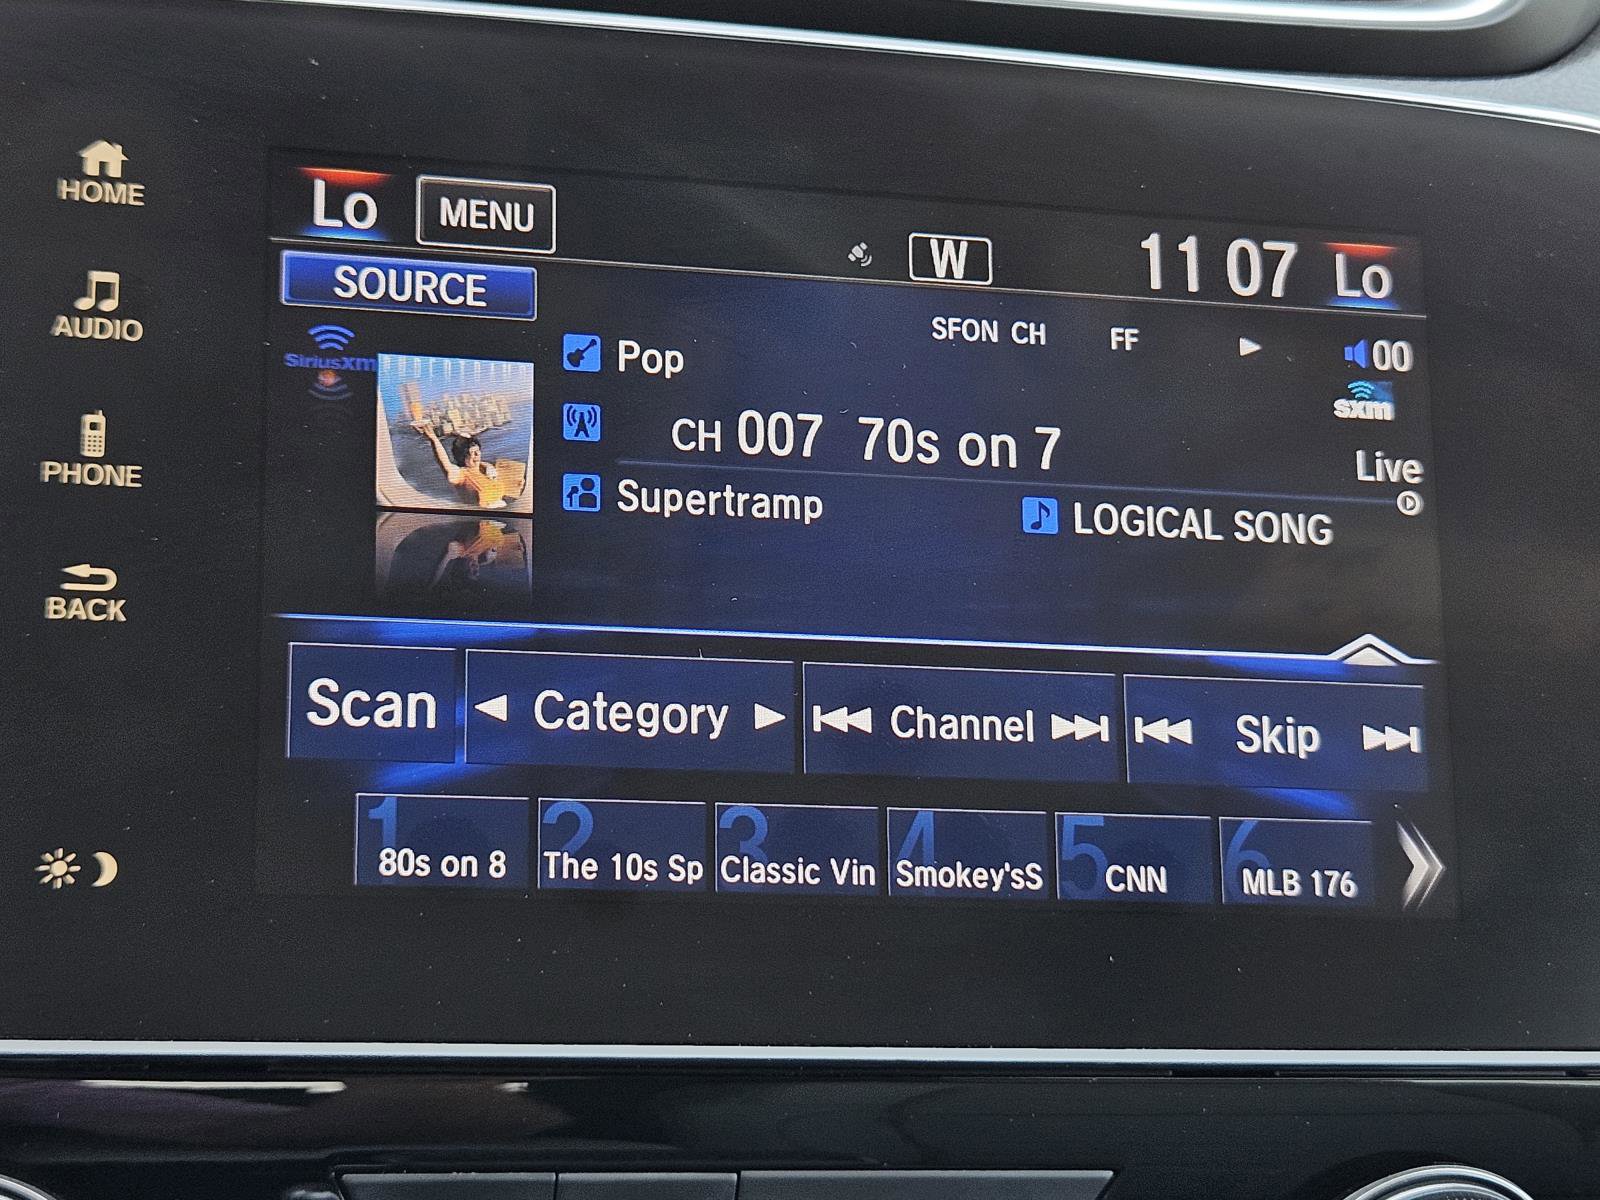 HOME
AUDIO
PHONE
BACK
Lo
MENU
W
11 07
Lo
SOURCE
SFON CH FF
00
SiriusXm
Pop
sxm
CH 007 70s on 7
Live
Supertramp
LOGICAL SONG
Scan
Category
Channel
Skip
1
80s on 8
2
The 10s Sp
3
Classic Vin
4
Smokey'sS
5
CNN
6
MLB 176